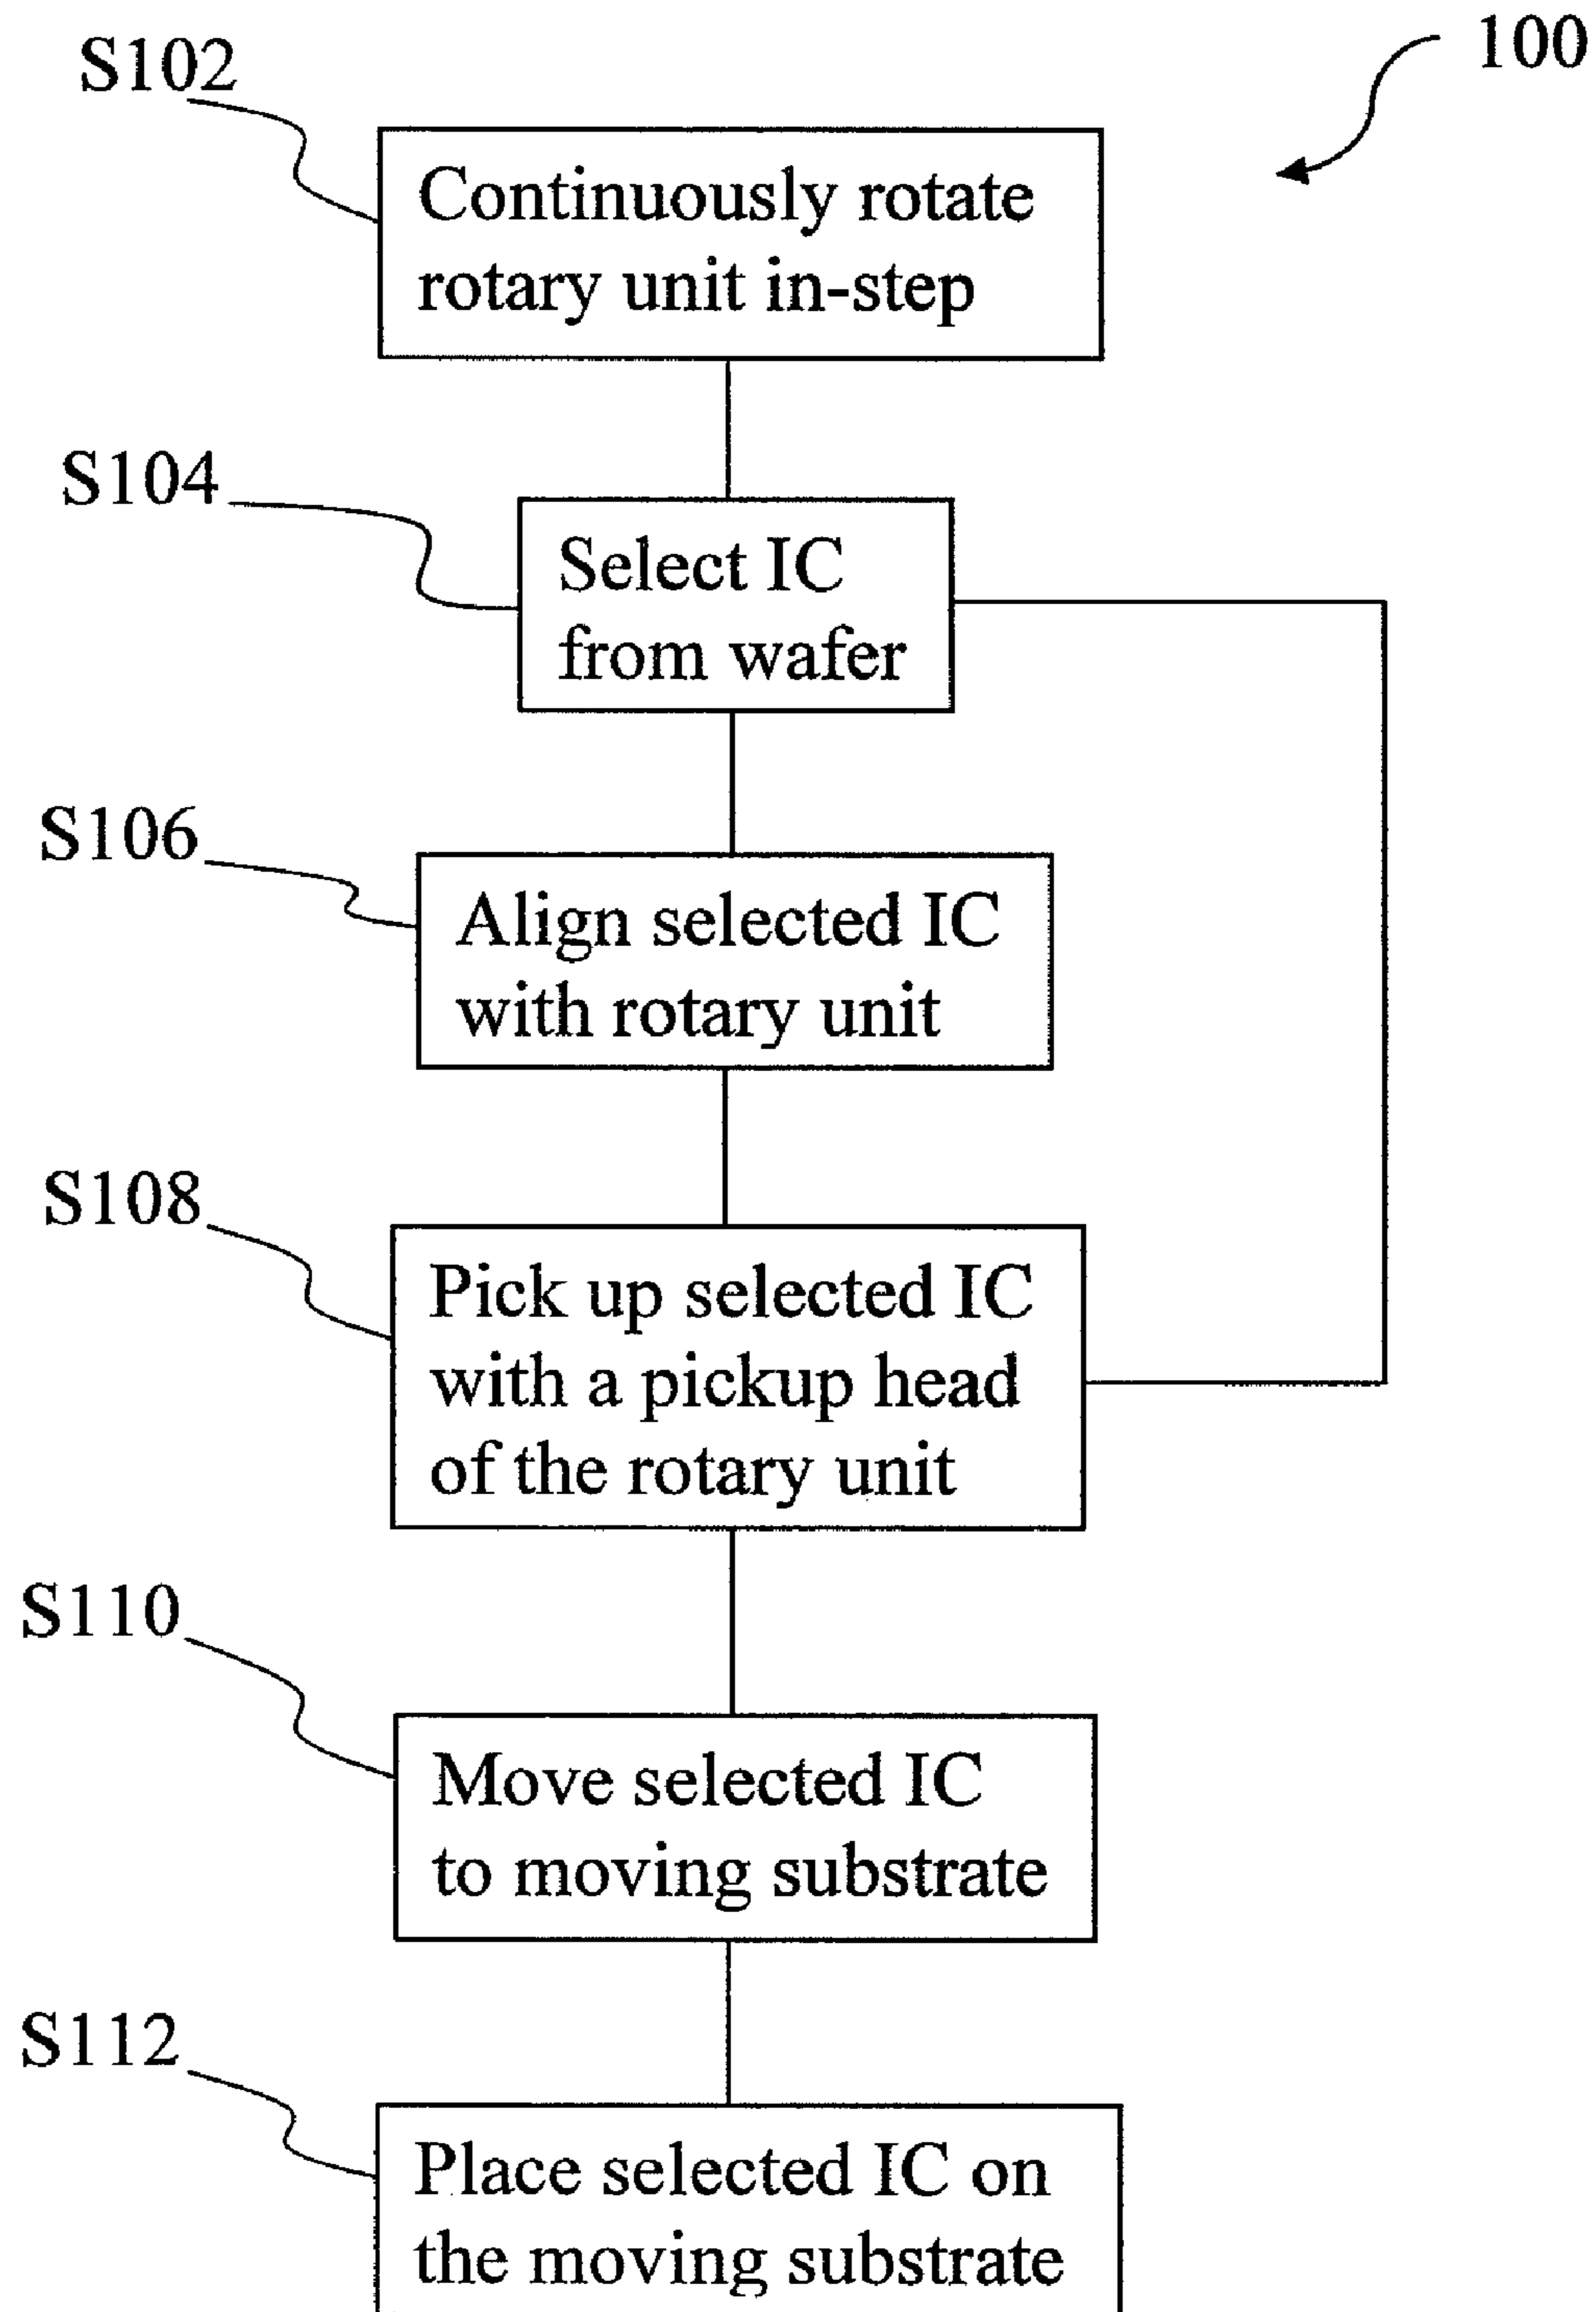 100
S102
Continuously rotate
rotary unit in-step
S104
Select IC
from wafer
S106
Align selected IC
with rotary unit
S108
Pick up selected IC
with a pickup head
of the rotary unit
S110
Move selected IC
to moving substrate
S112
Place selected IC on
the moving substrate